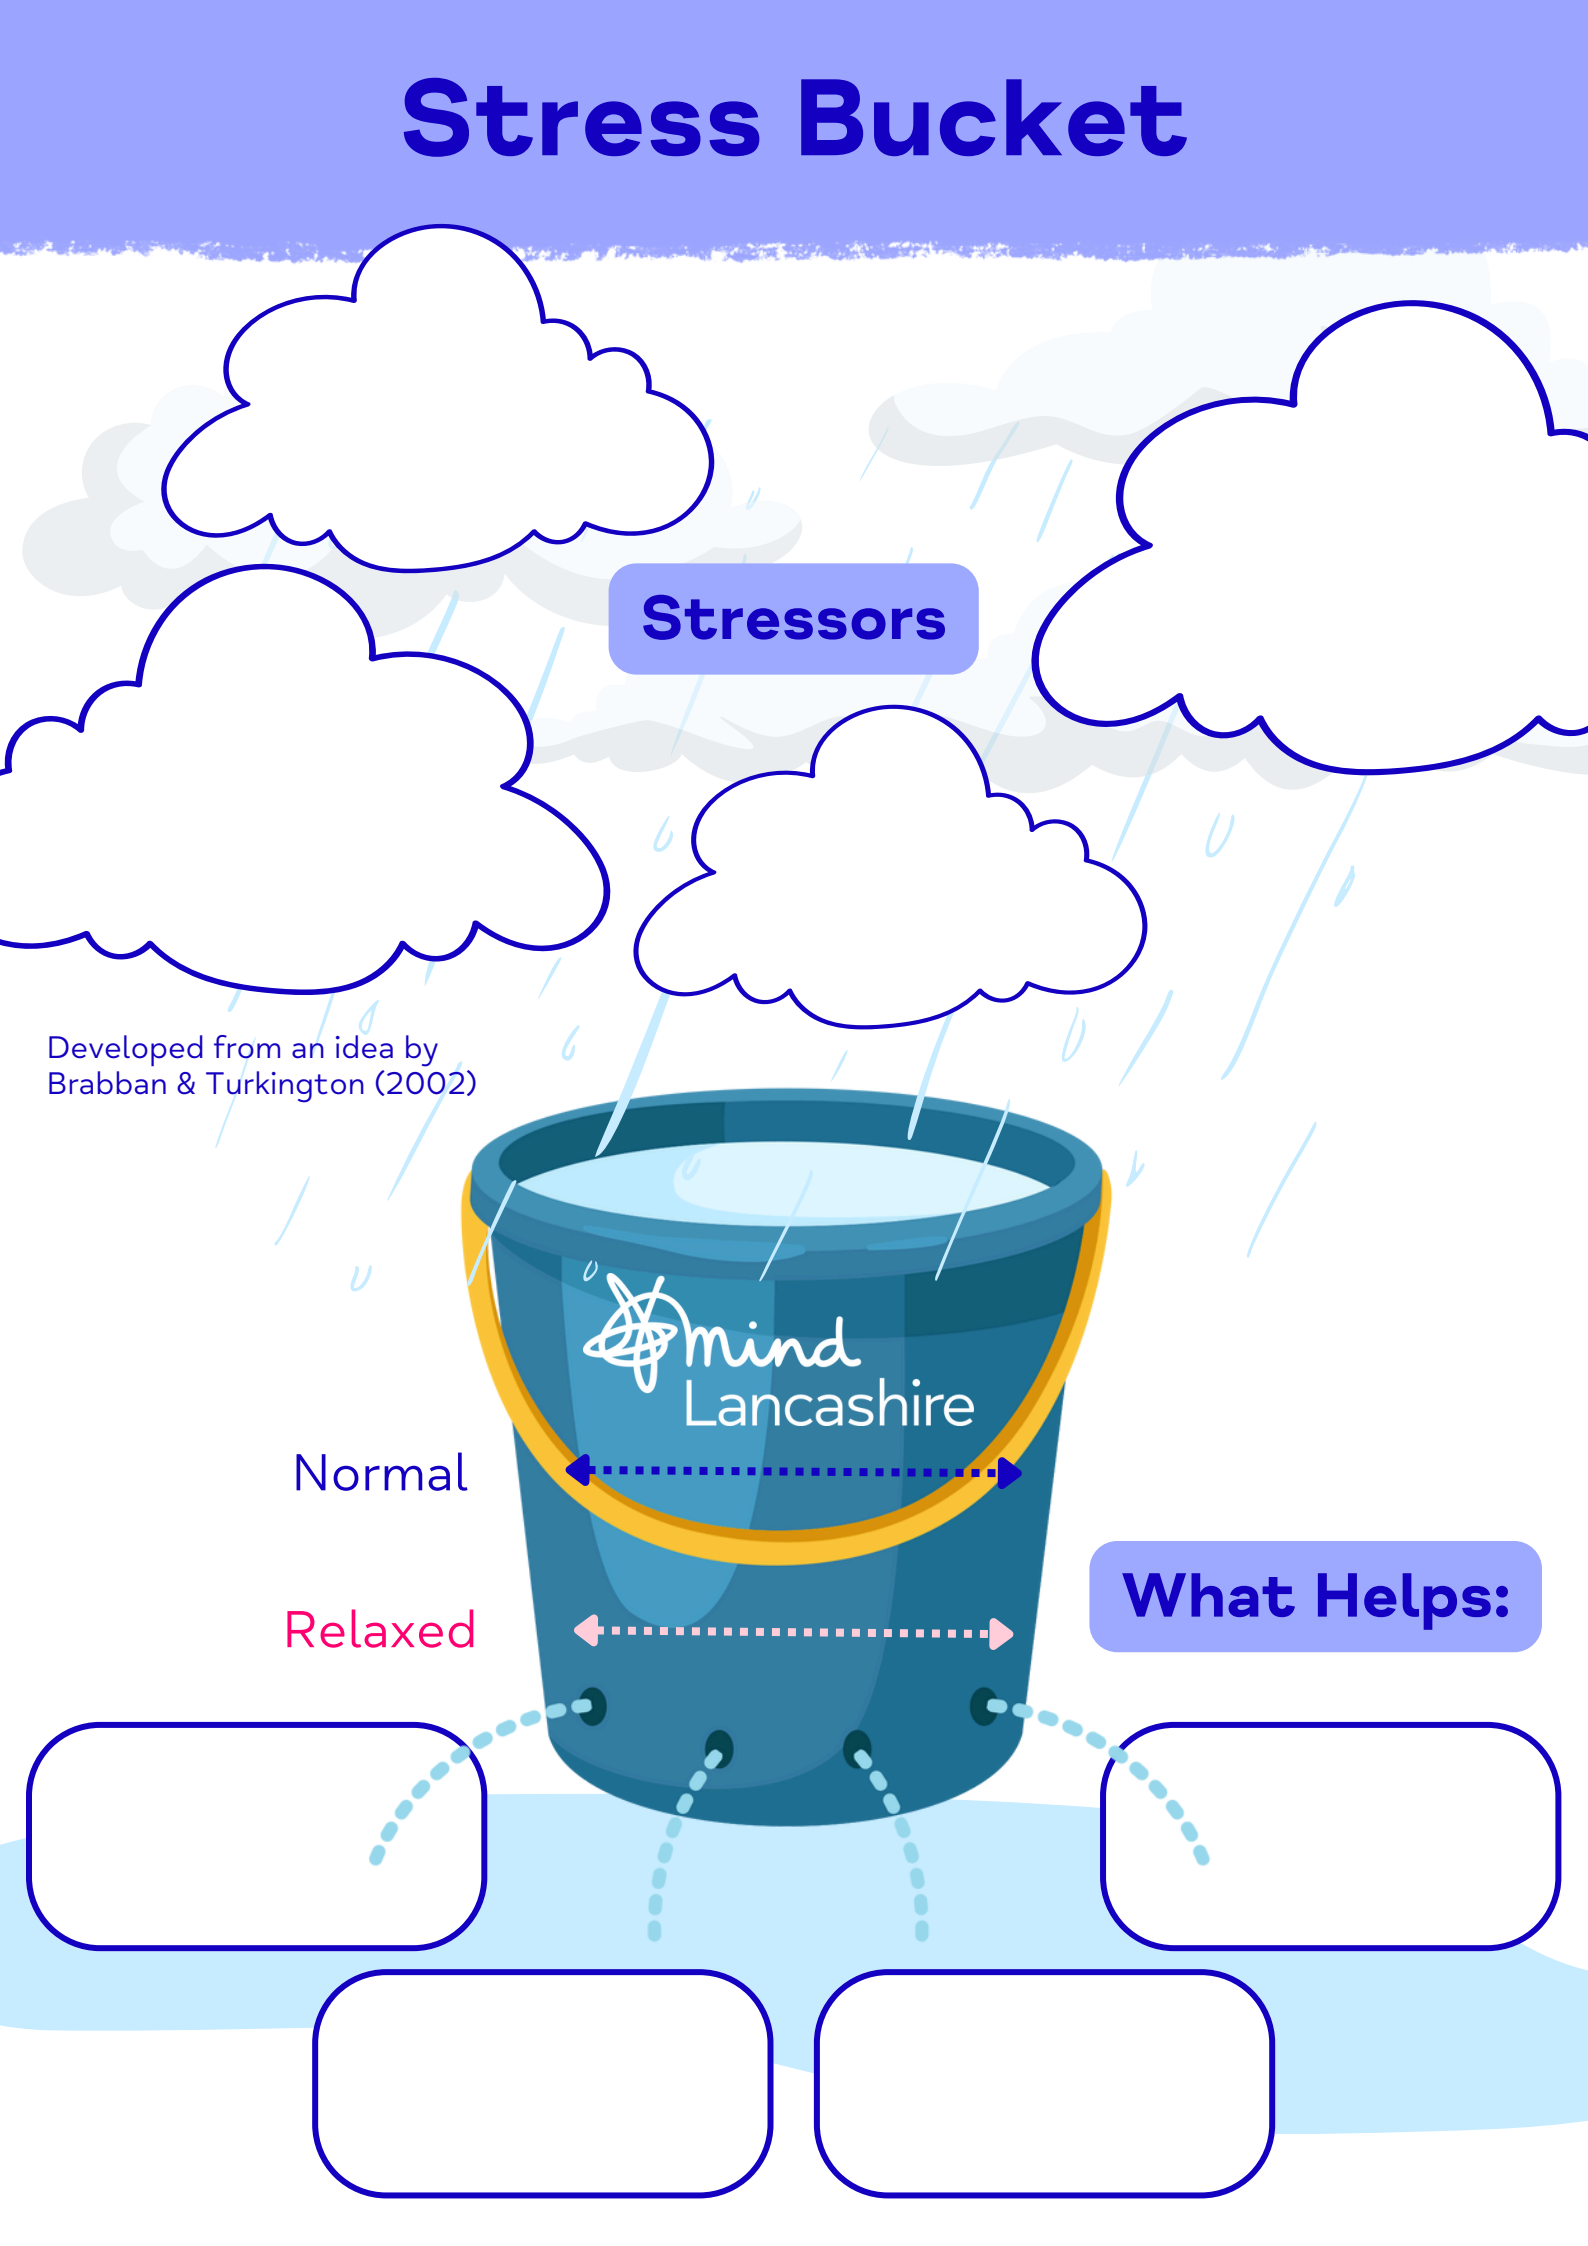 Stress Bucket
Stressors
Developed from an idea by
Brabban & Turkington (2002)
mind
Lancashire
Normal
What Helps:
Relaxed